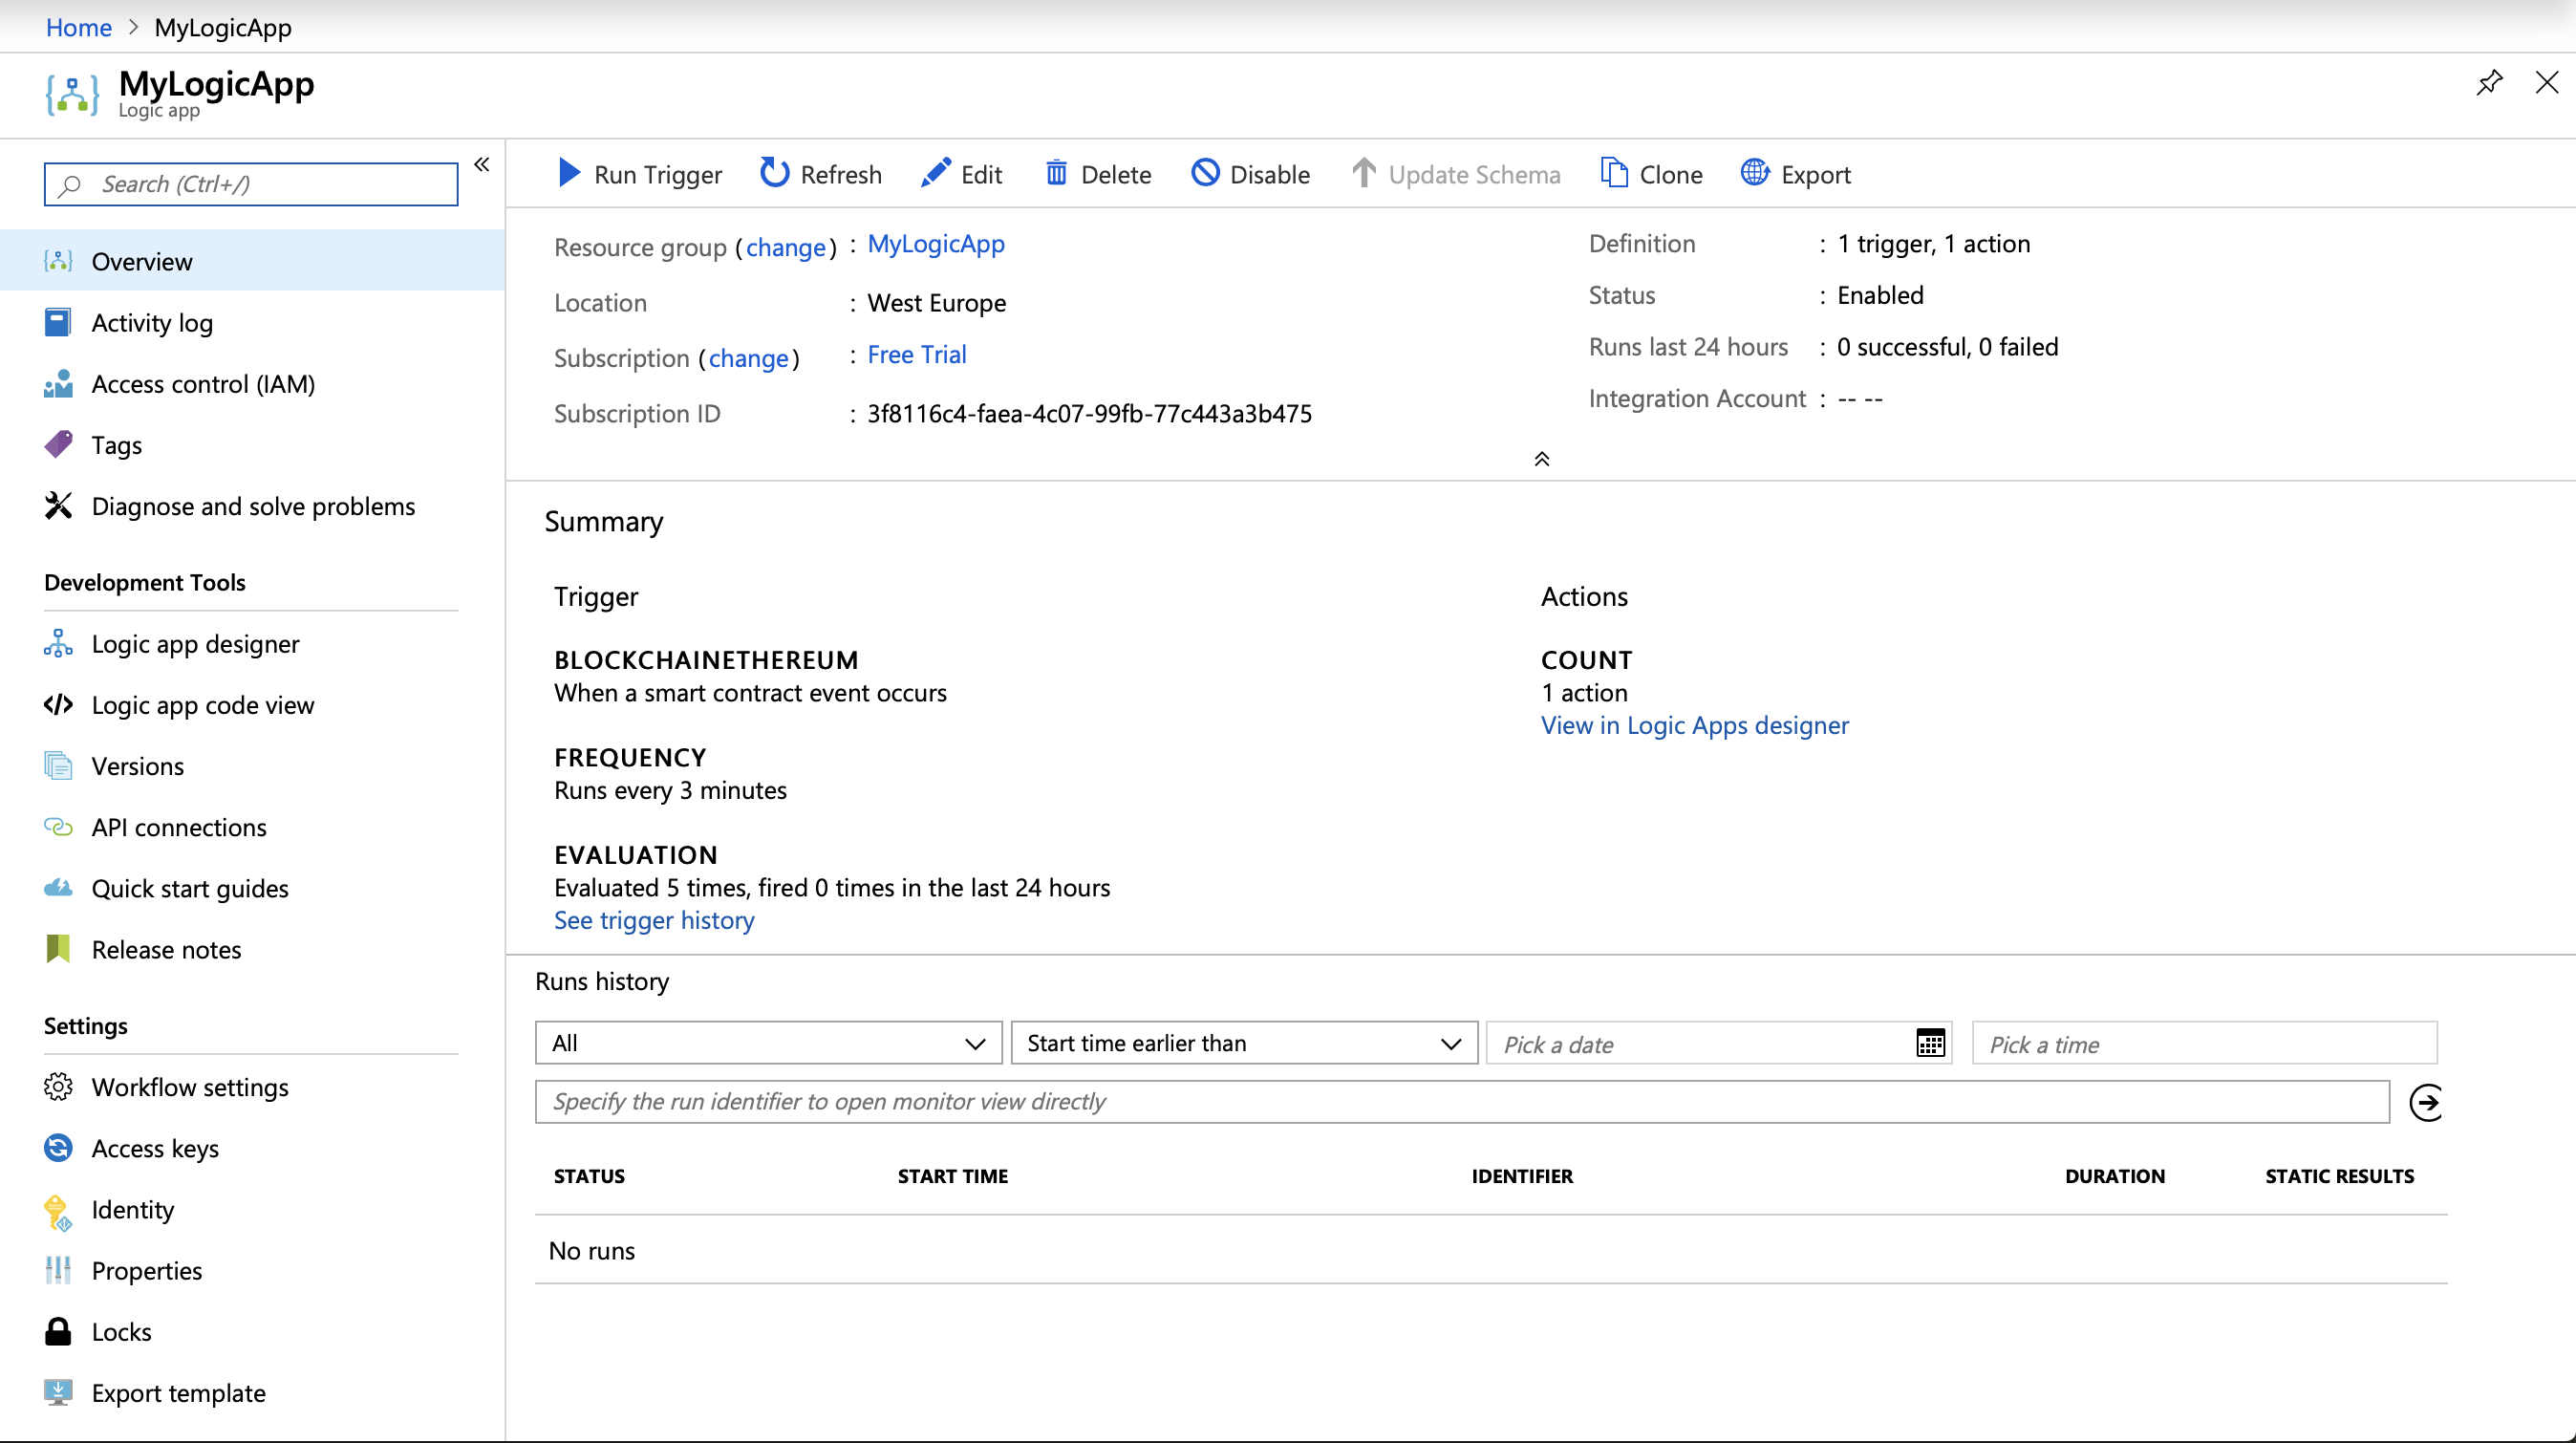 Home > MyLogicApp
MyLogicApp
Logic app
Search (Ctrl+/)
Overview
Activity log
Access control (IAM)
Tags
Diagnose and solve problems
Development Tools
Logic app designer
Logic app code view
Versions
API connections
Quick start guides
Release notes
Settings
Workflow settings
Access keys
Identity
Properties
Locks
Export template
Run Trigger Refresh Edit Delete Disable Update Schema Clone Export
Resource group (change) : MyLogicApp
Location : West Europe
Subscription (change) : Free Trial
Subscription ID : 3f8116c4-faea-4c07-99fb-77c443a3b475
Definition : 1 trigger, 1 action
Status : Enabled
Runs last 24 hours : 0 successful, 0 failed
Integration Account : -- --
Summary
Trigger
BLOCKCHAINETHEREUM
When a smart contract event occurs
FREQUENCY
Runs every 3 minutes
EVALUATION
Evaluated 5 times, fired 0 times in the last 24 hours
See trigger history
Actions
COUNT
1 action
View in Logic Apps designer
Runs history
All Start time earlier than Pick a date Pick a time
Specify the run identifier to open monitor view directly
STATUS START TIME IDENTIFIER DURATION STATIC RESULTS
No runs